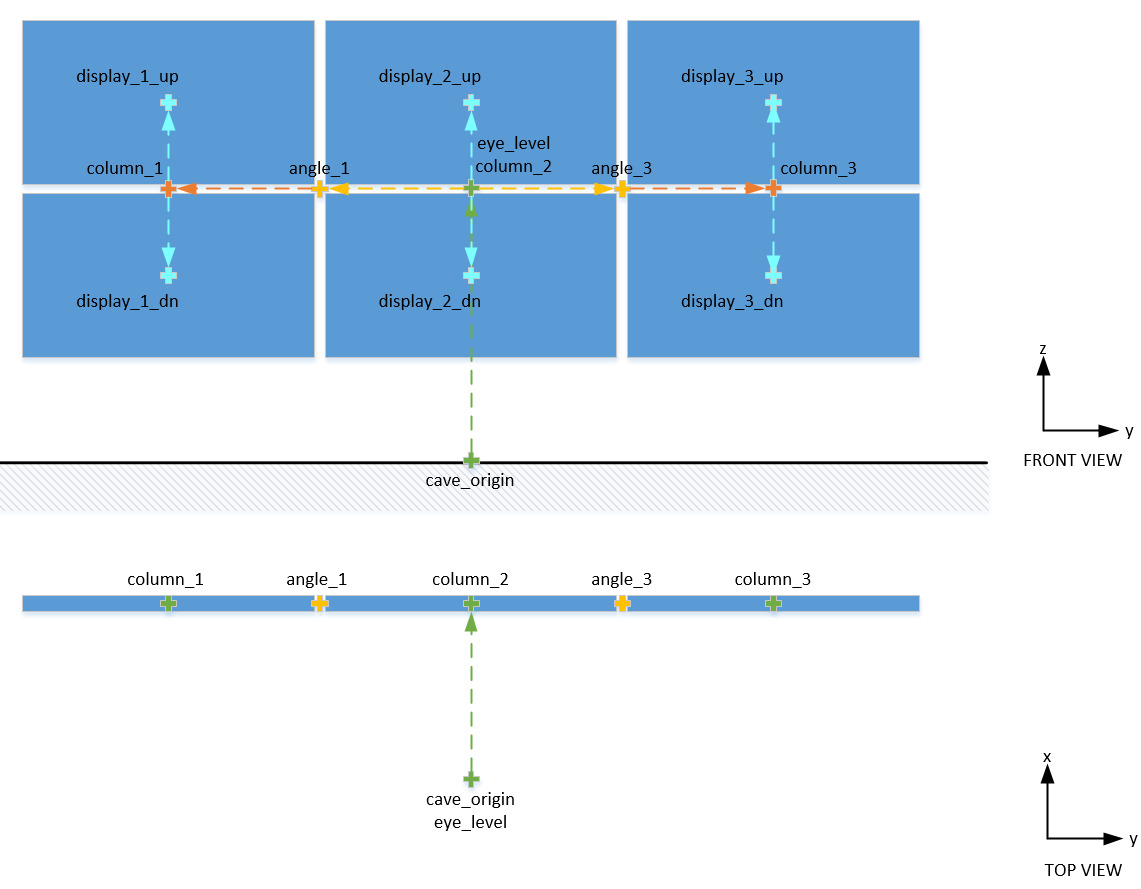 display_1_up
display_2_up
display_3_up
eye_level
column_1
angle_1
column_2
angle_3
column_3
display_1_dn
display_2_dn
display_3_dn
z
y
FRONT VIEW
cave_origin
column_1
angle_1
column_2
angle_3
column_3
x
cave_origin
eye_level
y
TOP VIEW